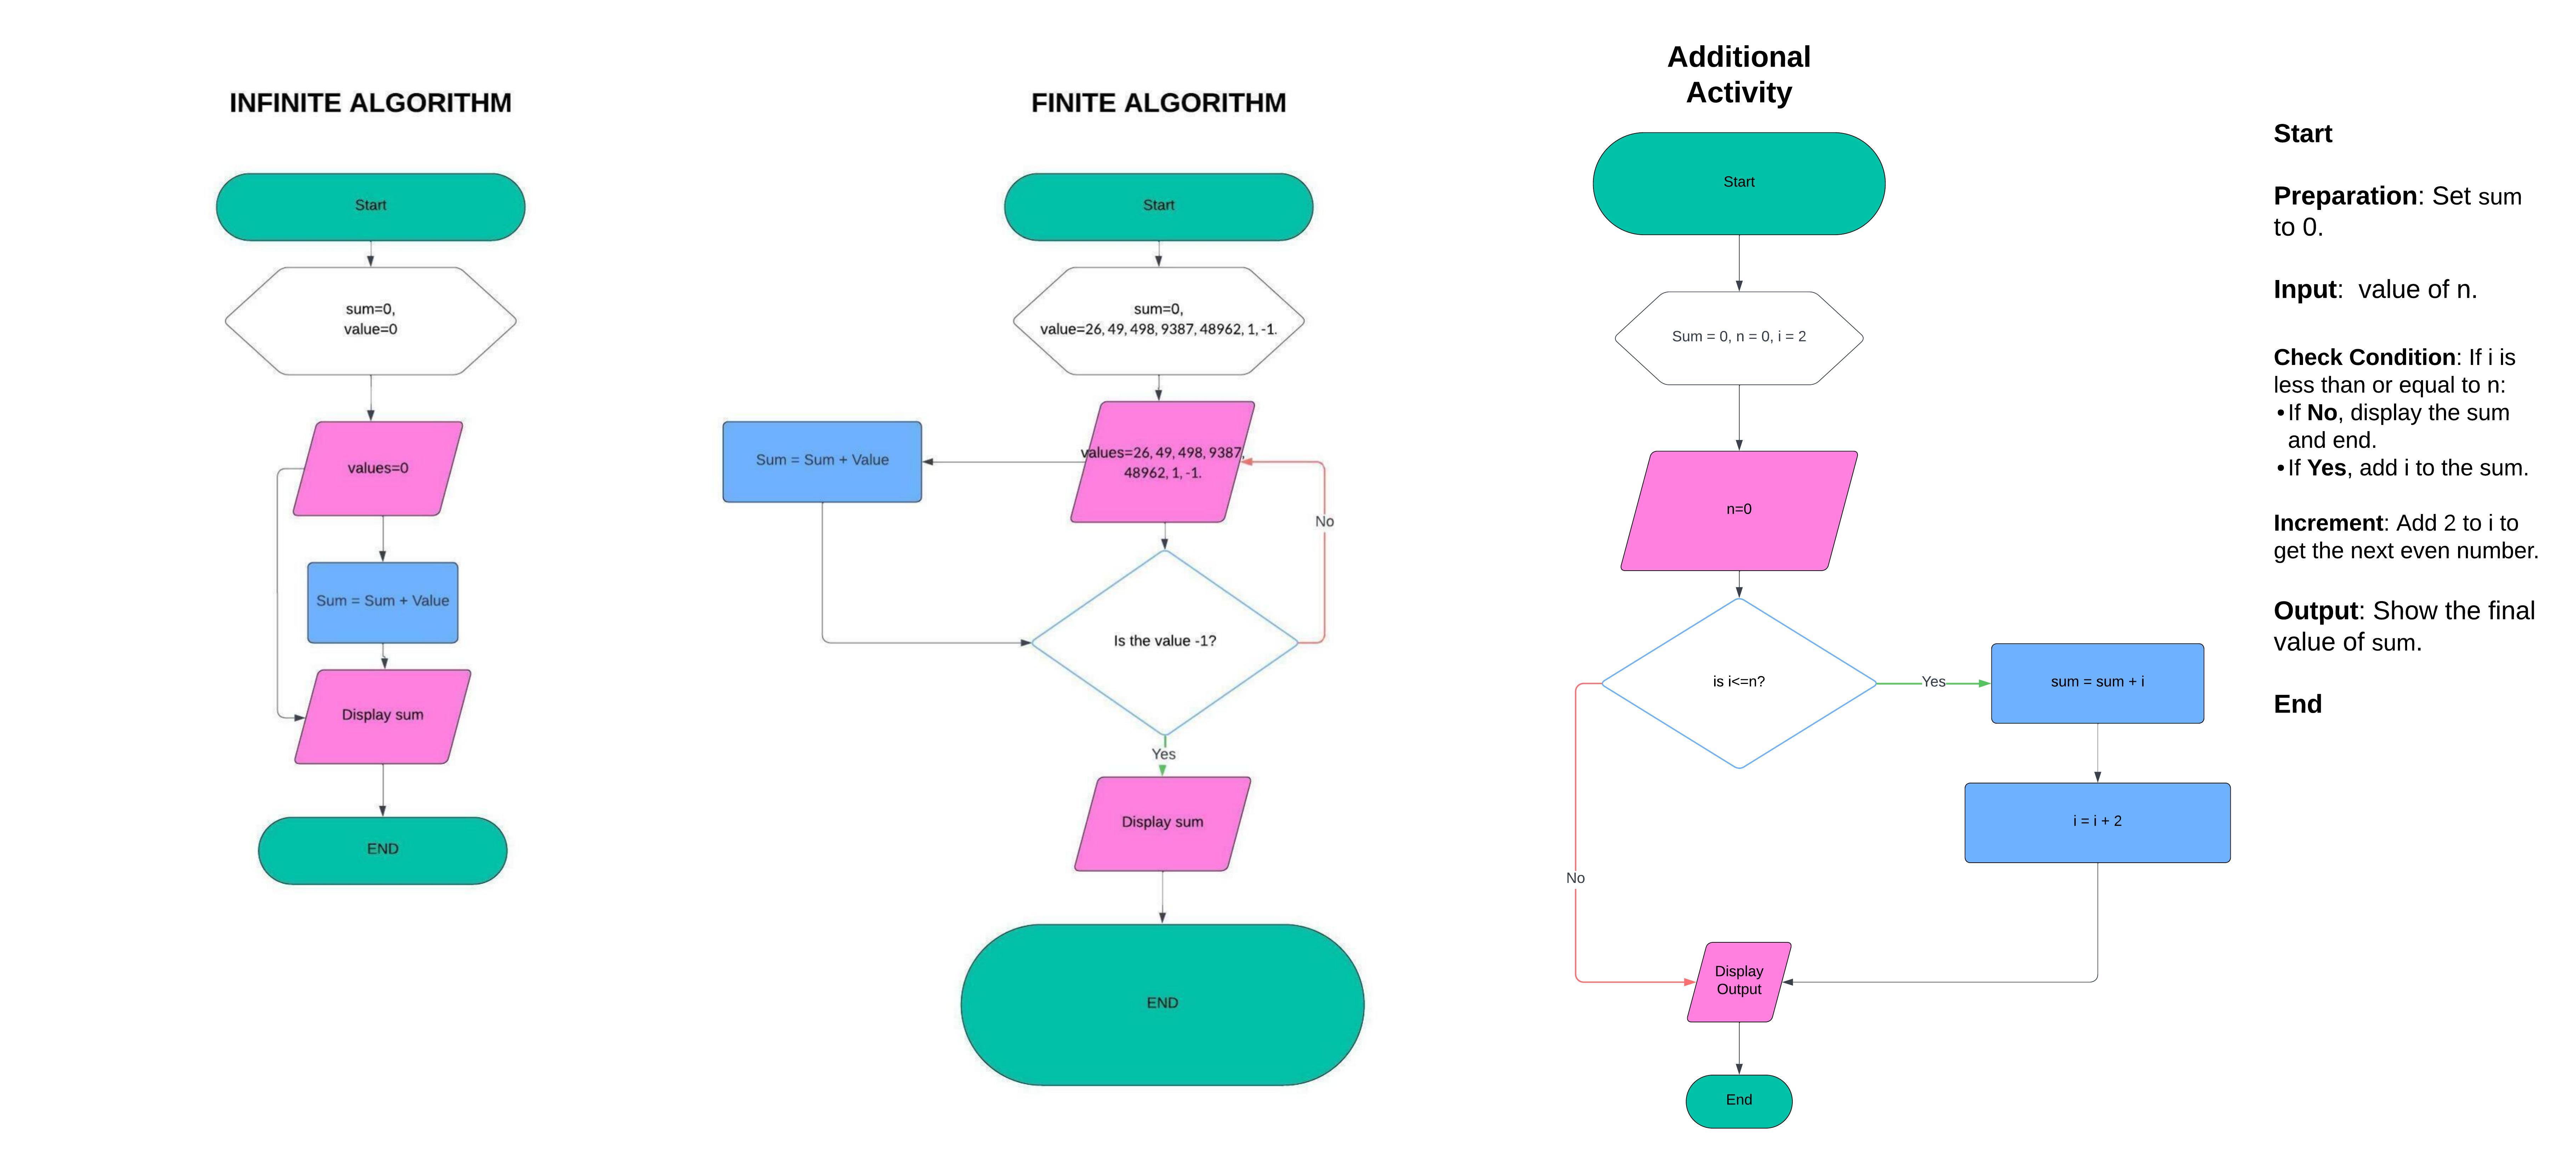 INFINITE ALGORITHM
Start
sum=0,
value=0
values=0
Sum = Sum + Value
Display sum
END
FINITE ALGORITHM
Start
sum=0,
value=26, 49, 498, 9387, 48962, 1, -1.
values=26, 49, 498, 9387,
48962, 1, -1.
Sum = Sum + Value
No
Is the value -1?
Yes
Display sum
END
Additional
Activity
Start
Sum = 0, n = 0, i = 2
n=0
is i<=n?
Yes
sum = sum + i
i = i + 2
No
Display
Output
End
Start
Preparation: Set sum
to 0.
Input:  value of n.
Check Condition: If i is
less than or equal to n:
• If No, display the sum
and end.
• If Yes, add i to the sum.
Increment: Add 2 to i to
get the next even number.
Output: Show the final
value of sum.
End